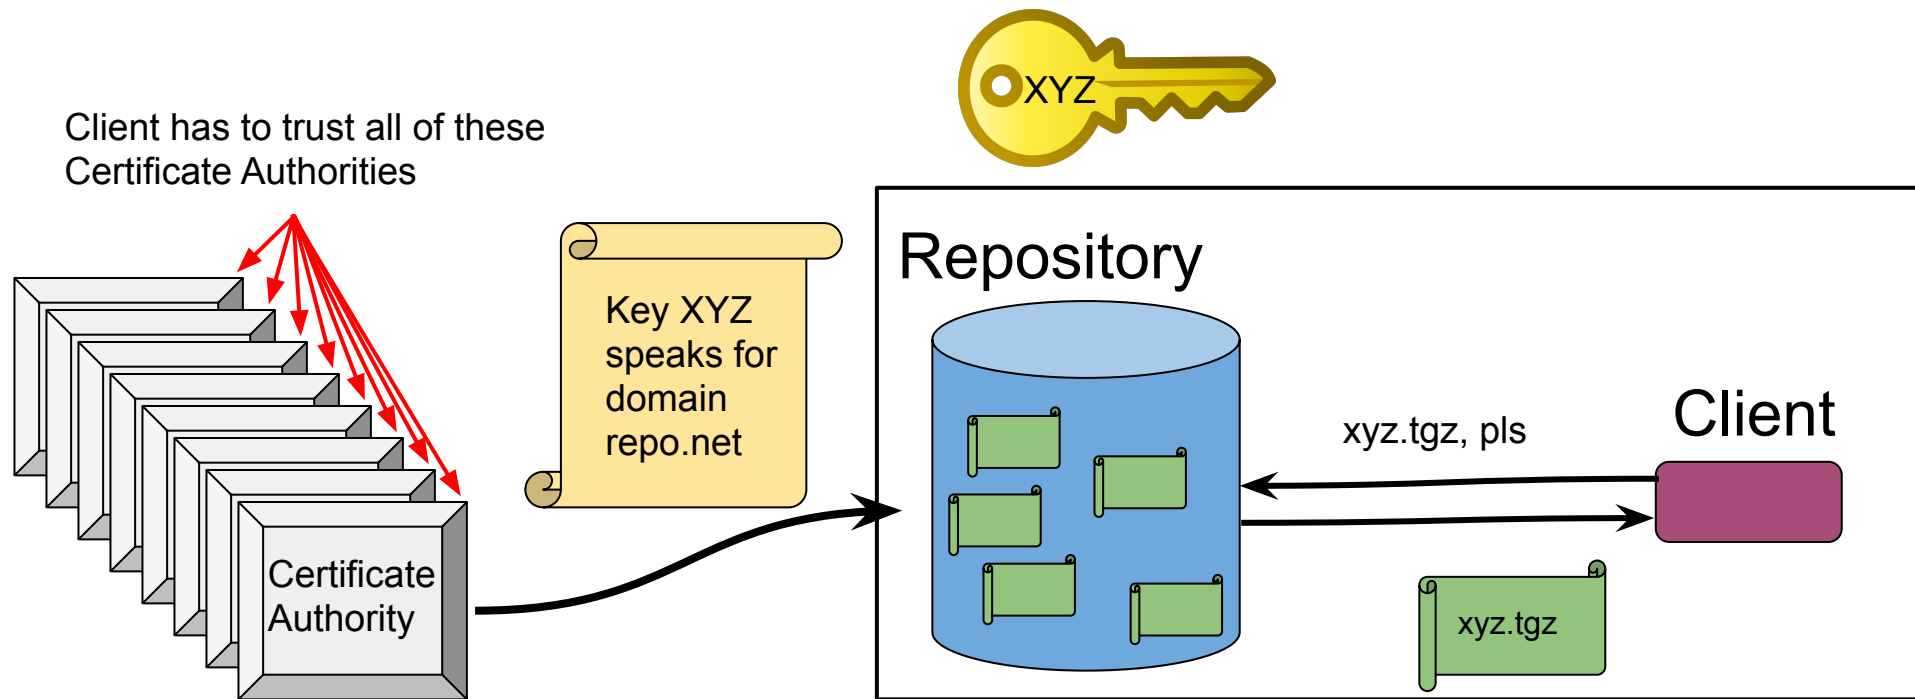 XYZ
Client has to trust all of these
Certificate Authorities
Key XYZ
speaks for
domain
repo.net
Repository
Client
xyz.tgz, pls
Certificate
Authority
xyz.tgz